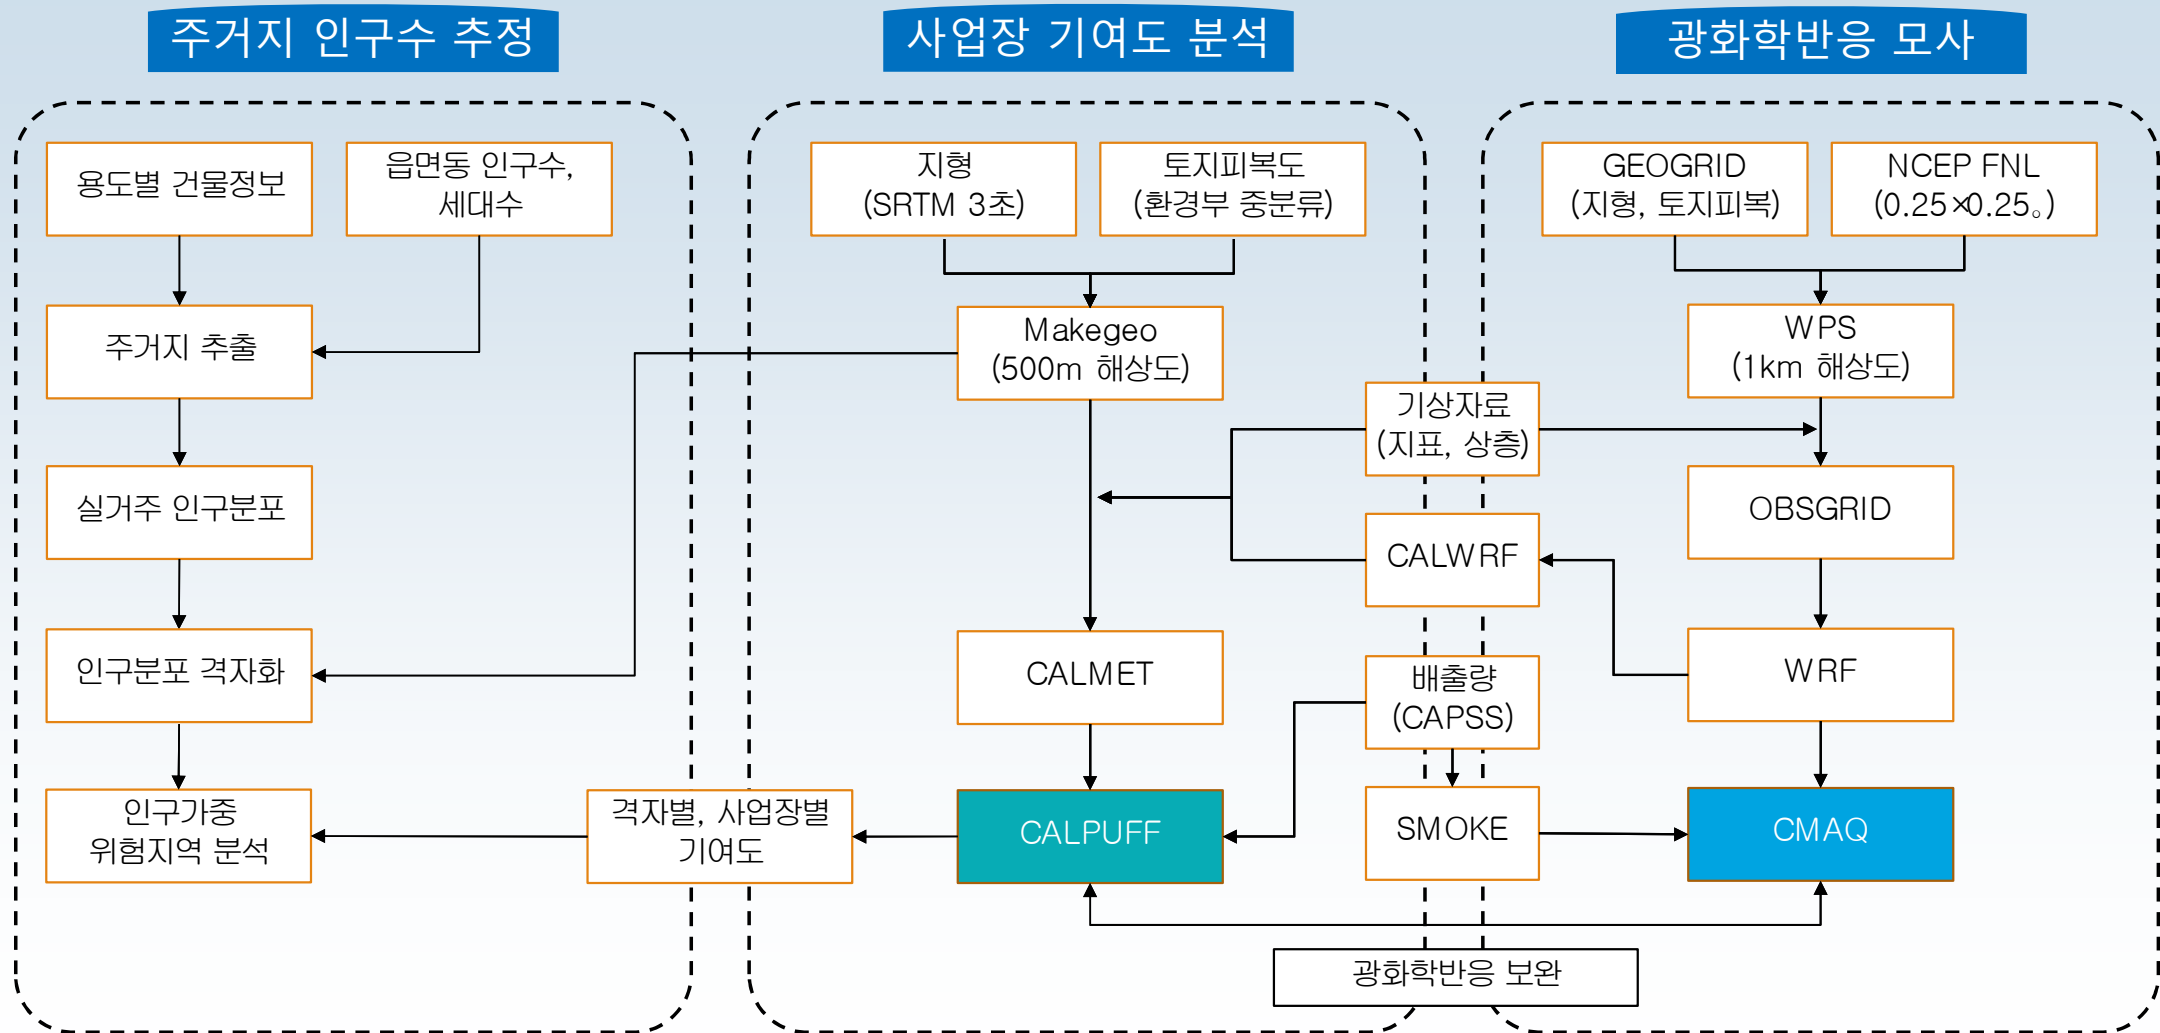 주거지 인구수 추정
사업장 기여도 분석
광화학반응 모사
용도별 건물정보
읍면동 인구수,
세대수
주거지 추출
실거주 인구분포
인구분포 격자화
인구가중
위험지역 분석
지형
(SRTM 3초)
토지피복도
(환경부 중분류)
Makegeo
(500m 해상도)
CALMET
CALPUFF
격자별, 사업장별
기여도
기상자료
(지표, 상층)
CALWRF
배출량
(CAPSS)
SMOKE
GEOGRID
(지형, 토지피복)
NCEP FNL
(0.25×0.25。)
WPS
(1km 해상도)
OBSGRID
WRF
CMAQ
광화학반응 보완